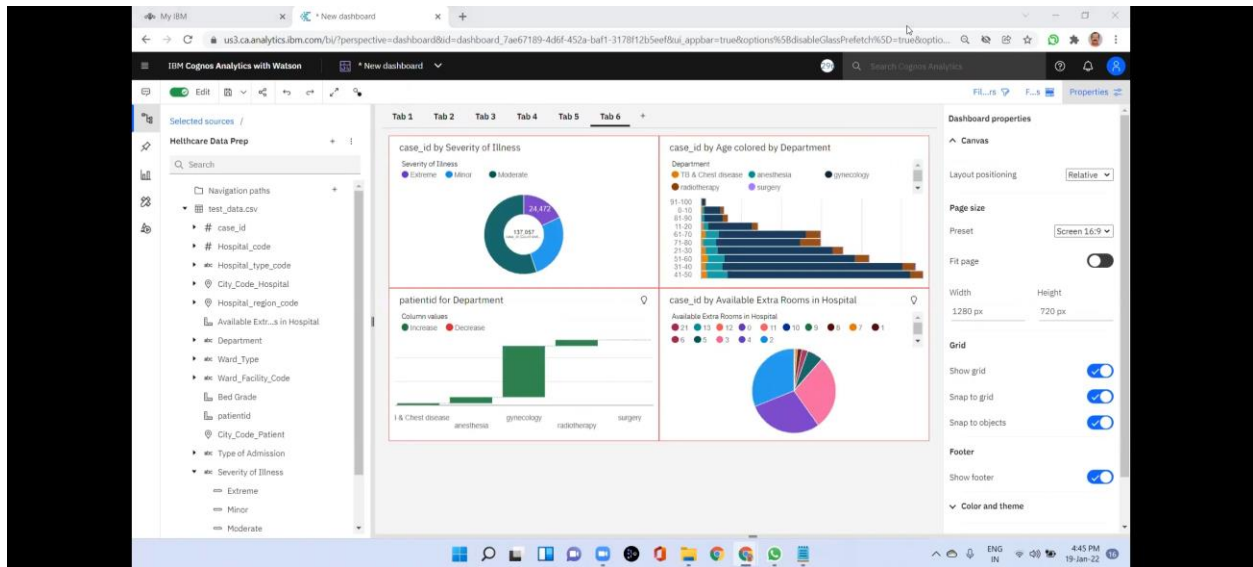 My IBM
* New dashboard
us3.ca.analytics.ibm.com/bi/?perspective=dashboard&id=dashboard_7ae67189-4d6f-452a-baf1-3178f12b5eef&ui_appbar=true&options%5BdisableGlassPrefetch%5D=true&optio...
IBM Cognos Analytics with Watson
* New dashboard
Search Cognos Analytics
Edit
Fil...rs
F...s
Properties
Selected sources /
Helthcare Data Prep
Search
Navigation paths
test_data.csv
# case_id
# Hospital_code
abc Hospital_type_code
City_Code_Hospital
Hospital_region_code
Available Extr...s in Hospital
abc Department
abc Ward_Type
abc Ward_Facility_Code
Bed Grade
patientid
City_Code_Patient
abc Type of Admission
abc Severity of Illness
Extreme
Minor
Moderate
Tab 1 Tab 2 Tab 3 Tab 4 Tab 5 Tab 6 +
case_id by Severity of Illness
Severity of Illness
Extreme Minor Moderate
24,472
137,057
case_id by Age colored by Department
Department
TB & Chest disease anesthesia gynecology
radiotherapy surgery
91-100
0-10
81-90
11-20
61-70
71-80
21-30
51-60
31-40
41-50
patientid for Department
Column values
Increase Decrease
& Chest disease
anesthesia
gynecology
radiotherapy
surgery
case_id by Available Extra Rooms in Hospital
Available Extra Rooms in Hospital
21 13 12 0 11 10 9 8 7 1
6 5 3 4 2
Dashboard properties
Canvas
Layout positioning Relative
Page size
Preset Screen 16:9
Fit page
Width Height
1280 px 720 px
Grid
Show grid
Snap to grid
Snap to objects
Footer
Show footer
Color and theme
ENG
IN
4:45 PM
19-Jan-22